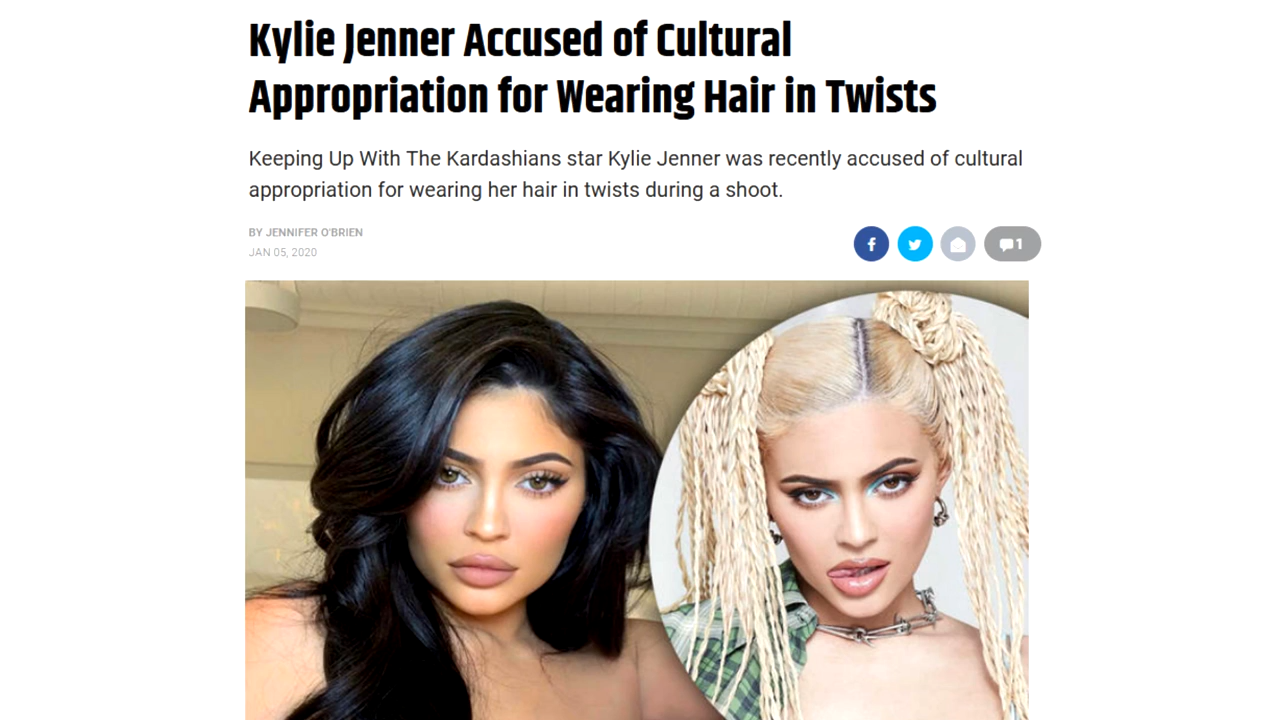 Kylie Jenner Accused of Cultural
Appropriation for Wearing Hair in Twists
Keeping Up With The Kardashians star Kylie Jenner was recently accused of cultural
appropriation for wearing her hair in twists during a shoot.
BY JENNIFER O'BRIEN
JAN 05, 2020
1